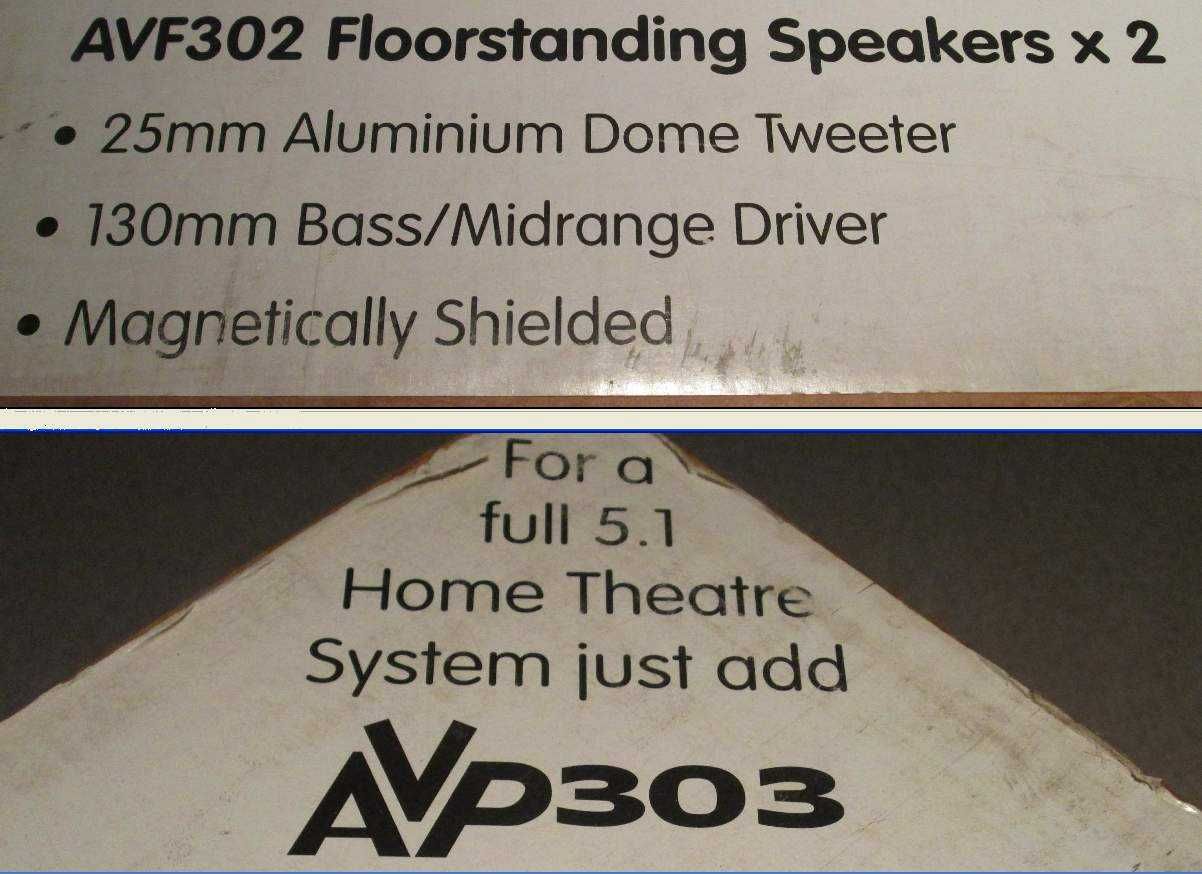 AVF302 Floorstanding Speakers x 2
• 25mm Aluminium Dome Tweeter
• 130mm Bass/Midrange Driver
• Magnetically Shielded
For a
full 5.1
Home Theatre
System just add
AVP303